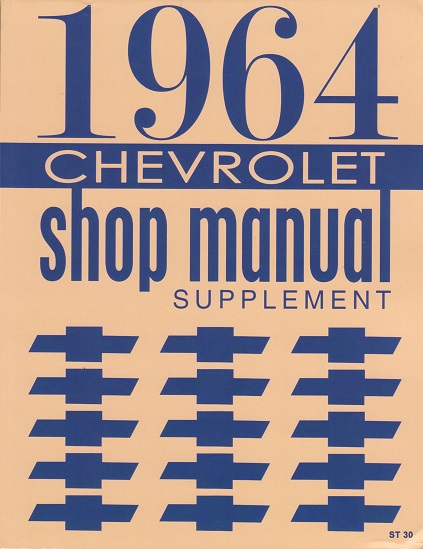 1964
CHEVROLET
shop manual
SUPPLEMENT
ST 30